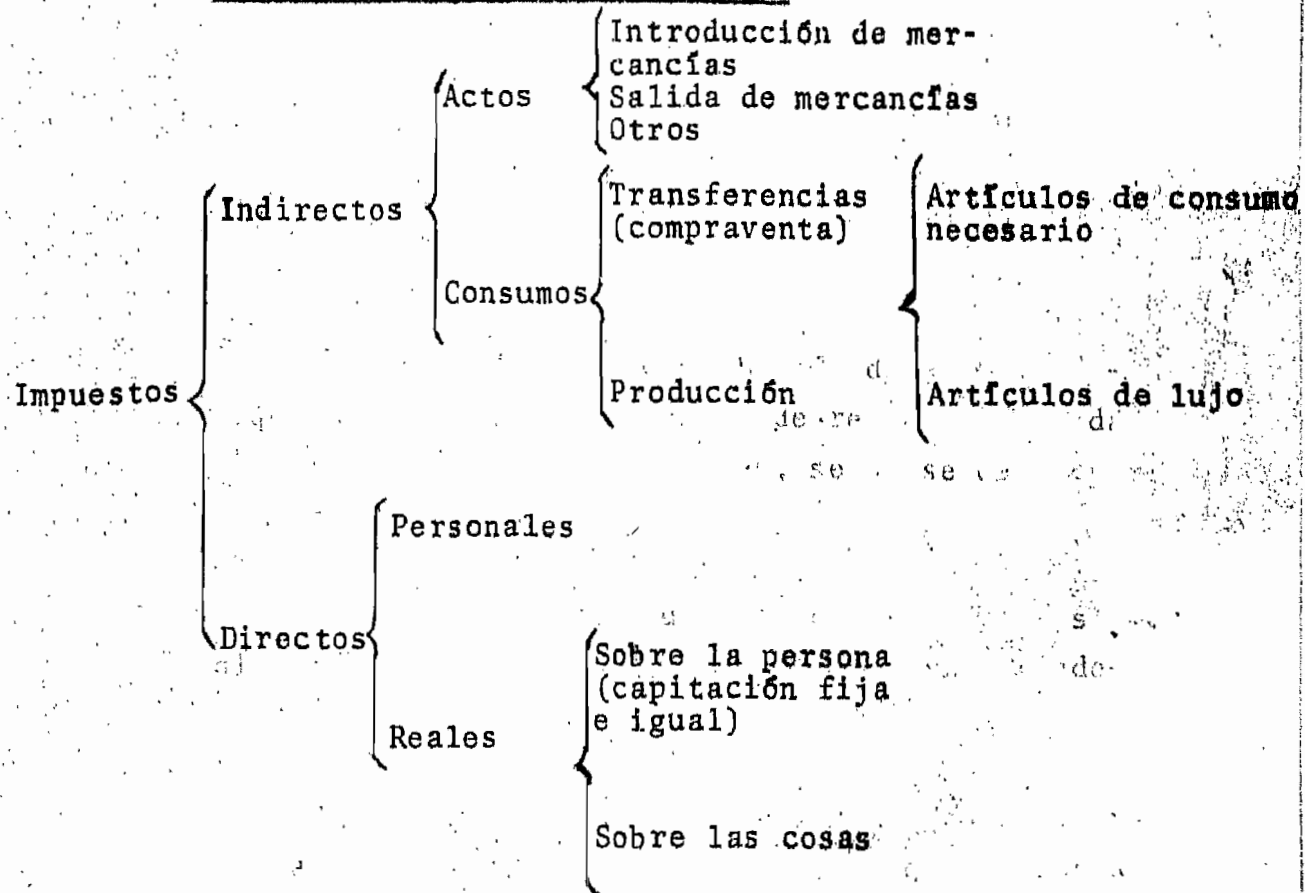 Introducción de mer-
cancías
Actos
Salida de mercancías
Otros
Transferencias
(compraventa)
Artículos de consumo
necesario
Indirectos
Consumos
Impuestos
Producción
Artículos de lujo
Personales
Directos
Sobre la persona
(capitación fija
e igual)
Reales
Sobre las cosas